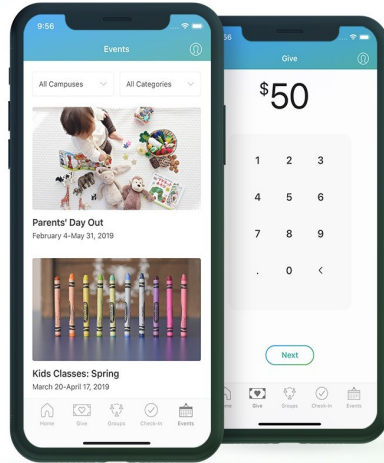 9:56
Events
All Campuses
All Categories
Parents' Day Out
February 4-May 31, 2019
Kids Classes: Spring
March 20-April 17, 2019
Home
Give
Groups
Check-In
Events
56
Give
$50
1 2 3
4 5 6
7 8 9
. 0 <
Next
Give
Groups
Check-In
Events